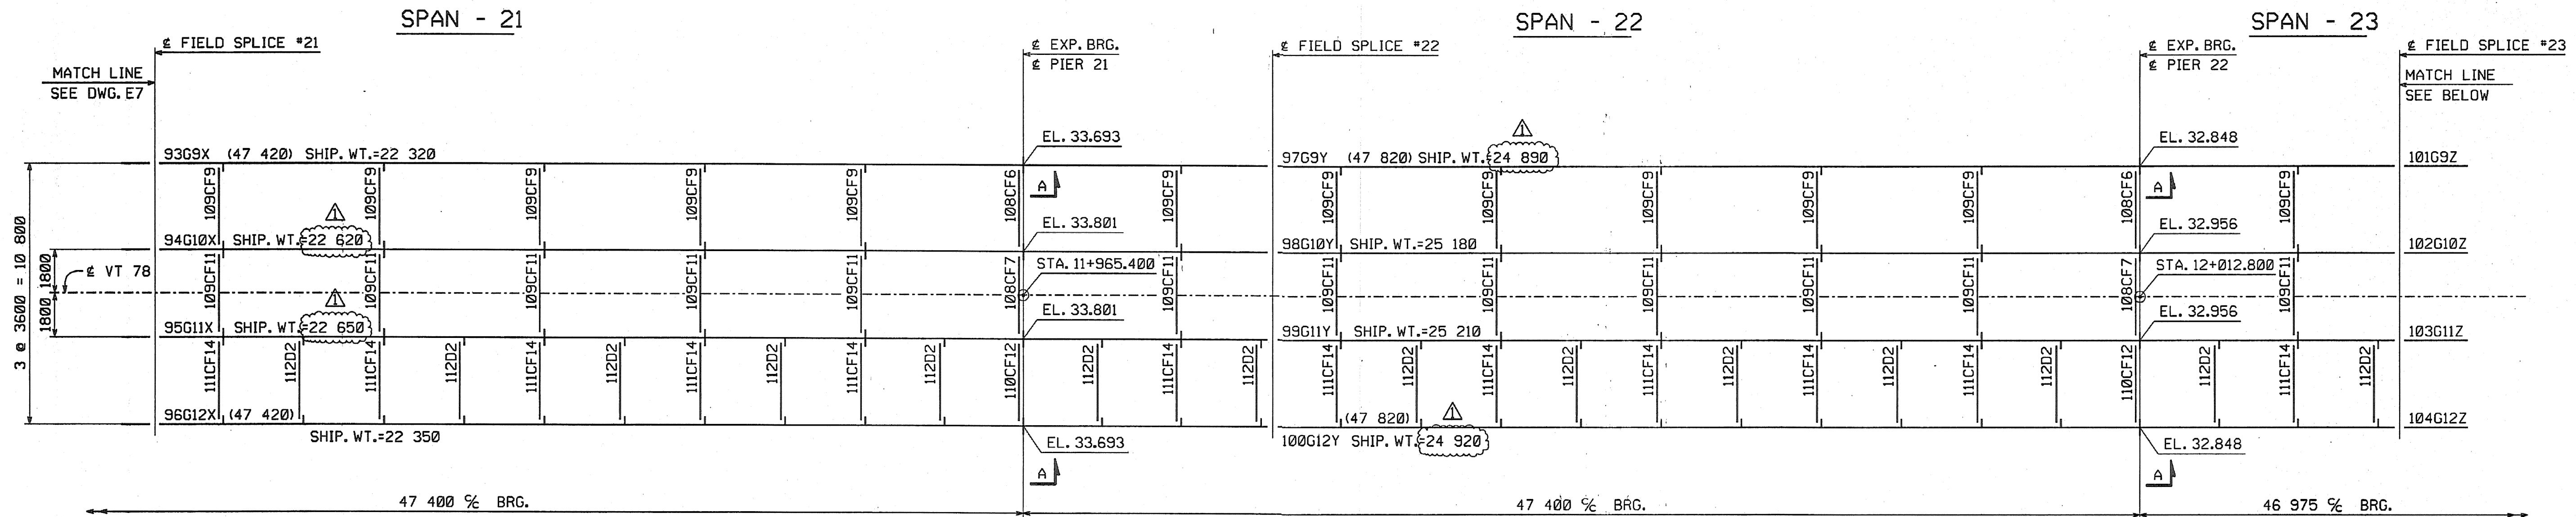 SPAN - 21
SPAN - 22
SPAN - 23
℄ FIELD SPLICE #21
℄ EXP. BRG.
℄ PIER 21
℄ FIELD SPLICE #22
℄ EXP. BRG.
℄ PIER 22
℄ FIELD SPLICE #23
MATCH LINE
SEE DWG. E7
MATCH LINE
SEE BELOW
EL. 33.693
1
EL. 32.848
93G9X (47 420) SHIP. WT.=22 320
97G9Y (47 820) SHIP. WT.=24 890
101G9Z
109CF9
109CF9
109CF9
109CF9
109CF9
108CF6
109CF9
109CF9
109CF9
109CF9
109CF9
109CF9
108CF6
109CF9
A
A
1
EL. 33.801
EL. 32.956
94G10X SHIP. WT.=22 620
98G10Y SHIP. WT.=25 180
102G10Z
3 @ 3600 = 10 800
1800
1800
℄ VT 78
109CF11
109CF11
109CF11
109CF11
109CF11
108CF7
109CF11
109CF11
109CF11
109CF11
109CF11
109CF11
108CF7
109CF11
STA. 11+965.400
STA. 12+012.800
1
EL. 33.801
EL. 32.956
95G11X SHIP. WT.=22 650
99G11Y SHIP. WT.=25 210
103G11Z
111CF14
112D2
111CF14
112D2
111CF14
112D2
111CF14
112D2
111CF14
112D2
110CF12
112D2
111CF14
112D2
111CF14
112D2
111CF14
112D2
111CF14
112D2
111CF14
112D2
111CF14
112D2
110CF12
112D2
111CF14
112D2
96G12X (47 420)
(47 820)
1
104G12Z
SHIP. WT.=22 350
100G12Y SHIP. WT.=24 920
EL. 33.693
EL. 32.848
A
A
47 400 C/C BRG.
47 400 C/C BRG.
46 975 C/C BRG.